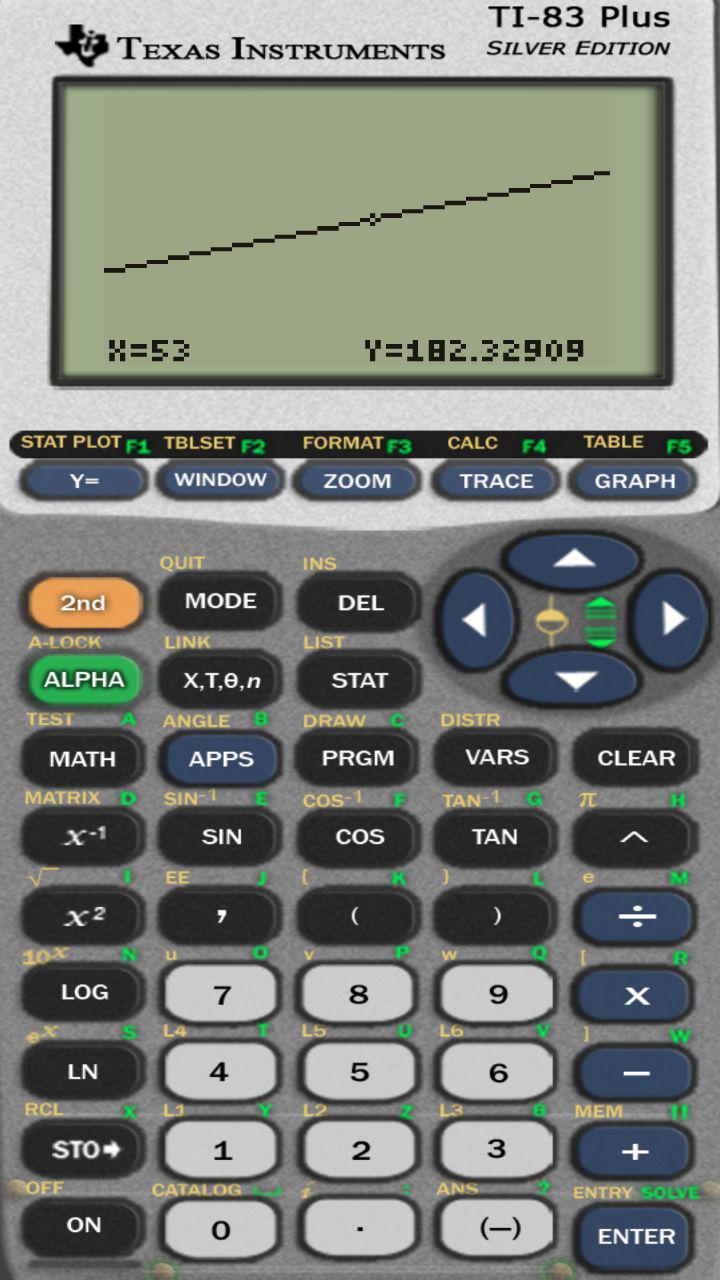 TI-83 Plus
TEXAS INSTRUMENTS SILVER EDITION
X=53 Y=182.32909
STAT PLOT F1 TBLSET F2 FORMAT F3 CALC F4 TABLE F5
Y= WINDOW ZOOM TRACE GRAPH
QUIT INS
2nd MODE DEL
A-LOCK LINK LIST
ALPHA X,T,θ,n STAT
TEST A ANGLE B DRAW C DISTR
MATH APPS PRGM VARS CLEAR
MATRIX D SIN⁻¹ E COS⁻¹ F TAN⁻¹ G π H
x⁻¹ SIN COS TAN ^
√ I EE J { K } L e M
x² , ( ) ÷
10ˣ N u O v P w Q [ R
LOG 7 8 9 X
eˣ S L4 T L5 U L6 V ] W
LN 4 5 6 −
RCL X L1 Y L2 Z L3 θ MEM "
STO➜ 1 2 3 +
OFF CATALOG i : ANS ? ENTRY SOLVE
ON 0 . (—) ENTER